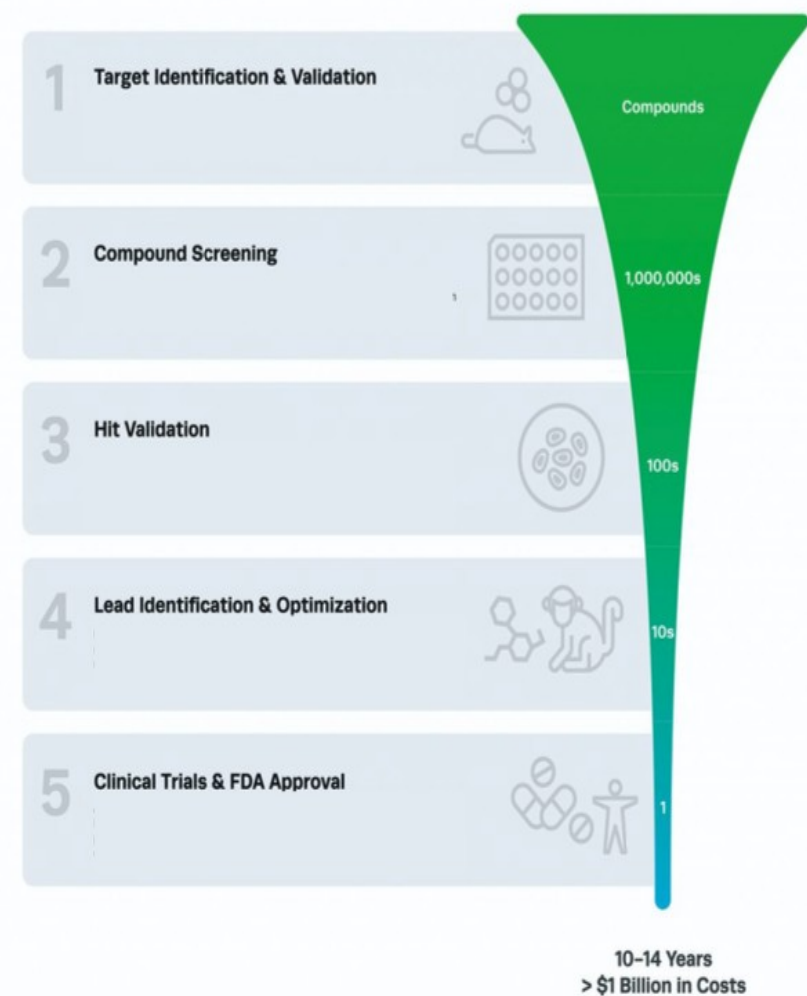 1
Target Identification & Validation
Compounds
2
Compound Screening
1,000,000s
3
Hit Validation
100s
4
Lead Identification & Optimization
10s
5
Clinical Trials & FDA Approval
1
10–14 Years
> $1 Billion in Costs